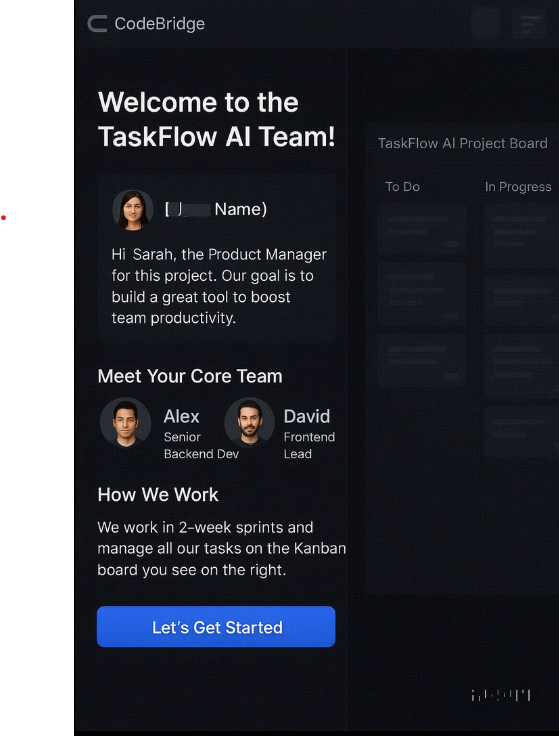 CodeBridge
Welcome to the
TaskFlow AI Team!
[ Name)
Hi Sarah, the Product Manager
for this project. Our goal is to
build a great tool to boost
team productivity.
Meet Your Core Team
Alex
Senior
Backend Dev
David
Frontend
Lead
How We Work
We work in 2-week sprints and
manage all our tasks on the Kanban
board you see on the right.
Let's Get Started
TaskFlow AI Project Board
To Do
In Progress